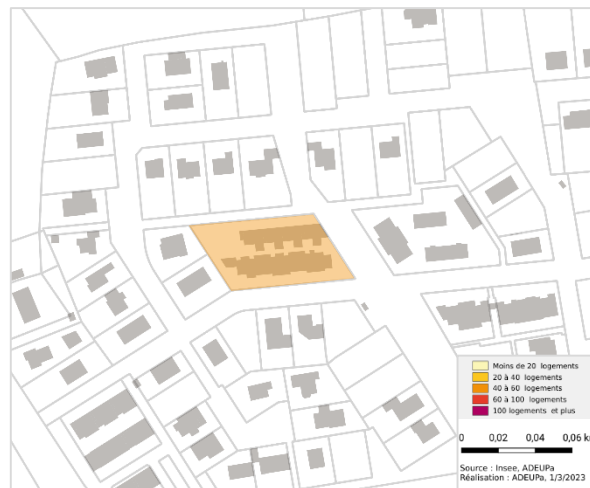 Moins de 20 logements
20 à 40 logements
40 à 60 logements
60 à 100 logements
100 logements et plus
0 0,02 0,04 0,06 k
Source : Insee, ADEUPa
Réalisation : ADEUPa, 1/3/2023